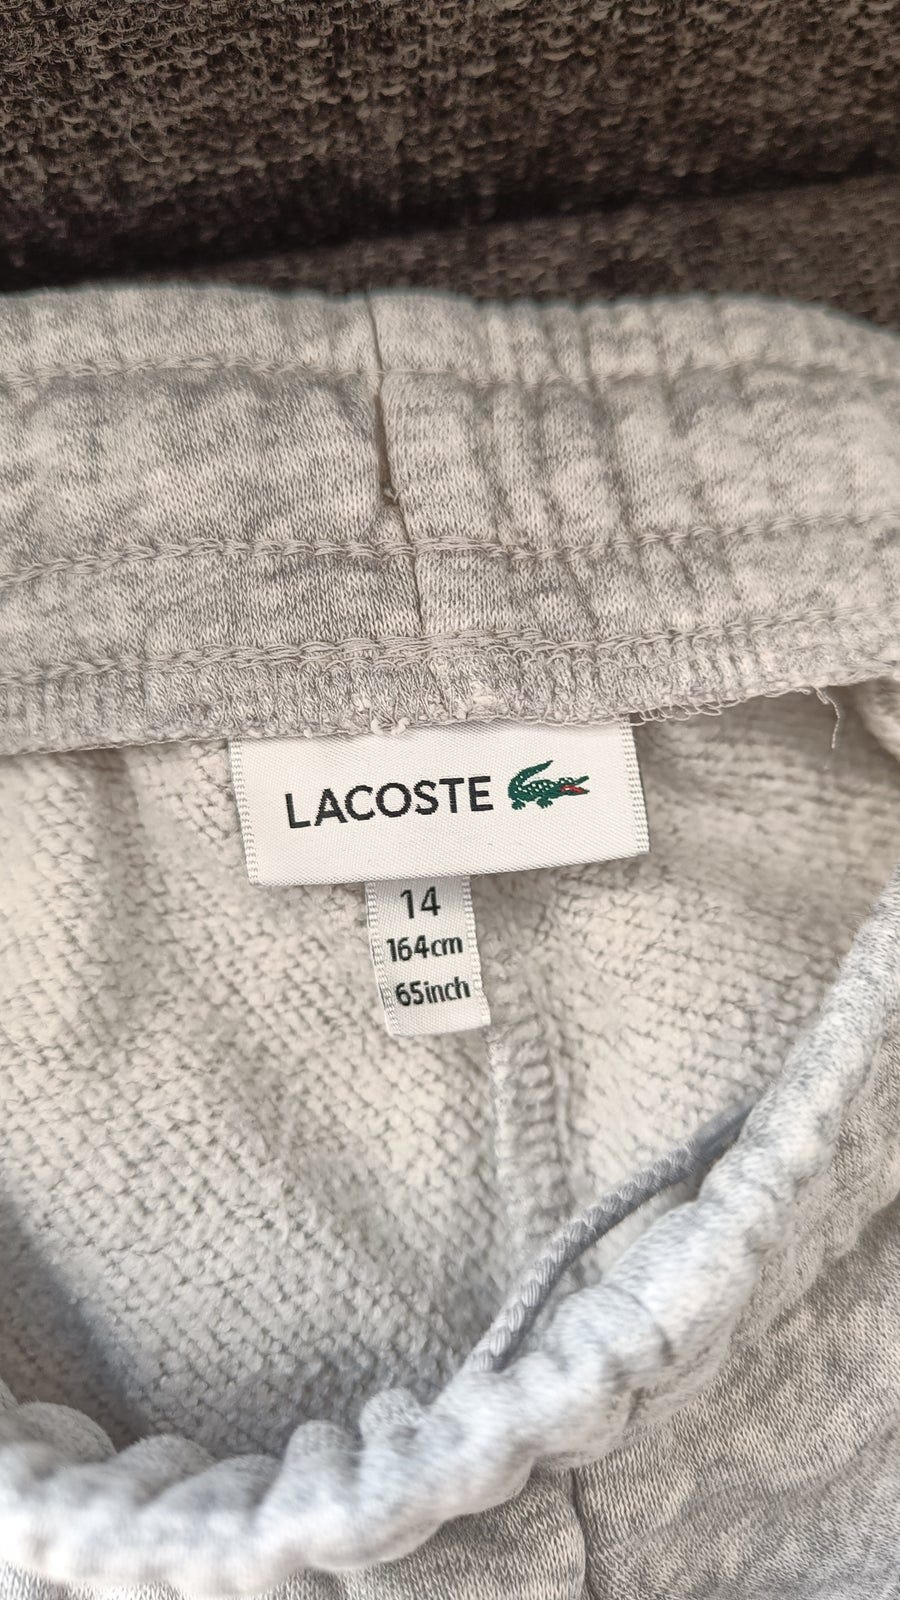 LACOSTE
14
164cm
65inch